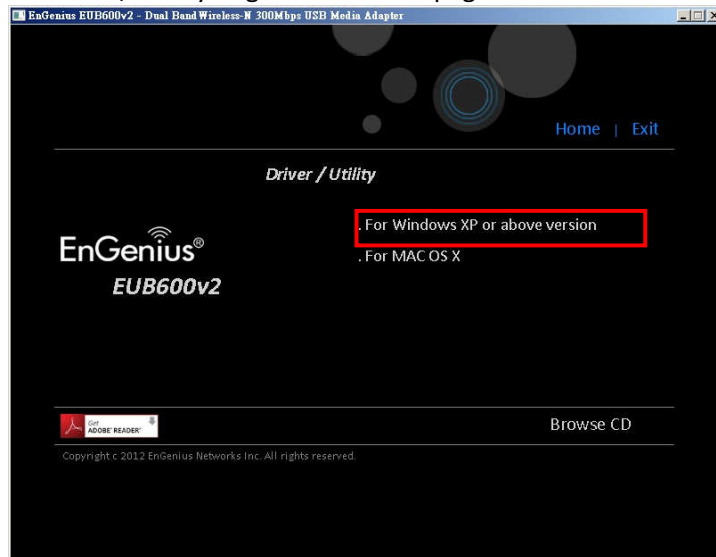 EnGenius EUB600v2 - Dual Band Wireless-N 300Mbps USB Media Adapter
Home | Exit
Driver / Utility
. For Windows XP or above version
. For MAC OS X
EnGenius®
EUB600v2
Get
ADOBE® READER®
Browse CD
Copyright c 2012 EnGenius Networks Inc. All rights reserved.